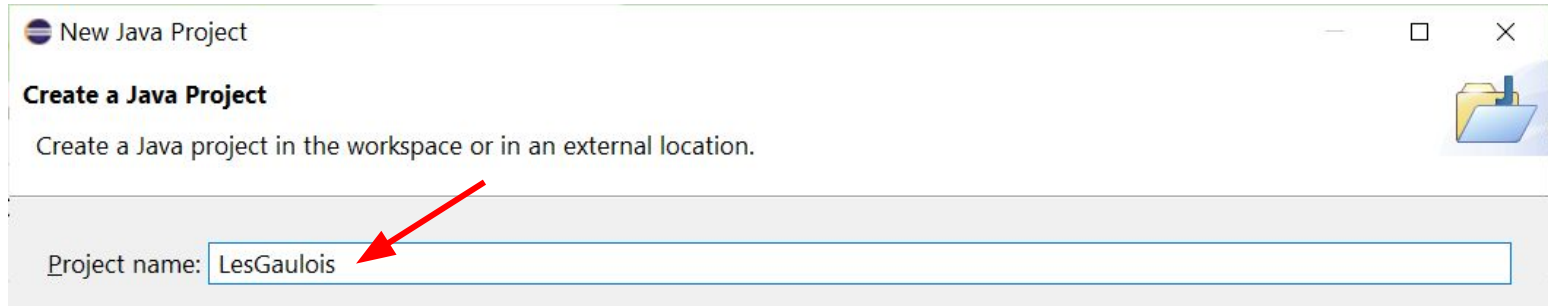 New Java Project
Create a Java Project
Create a Java project in the workspace or in an external location.
Project name: LesGaulois